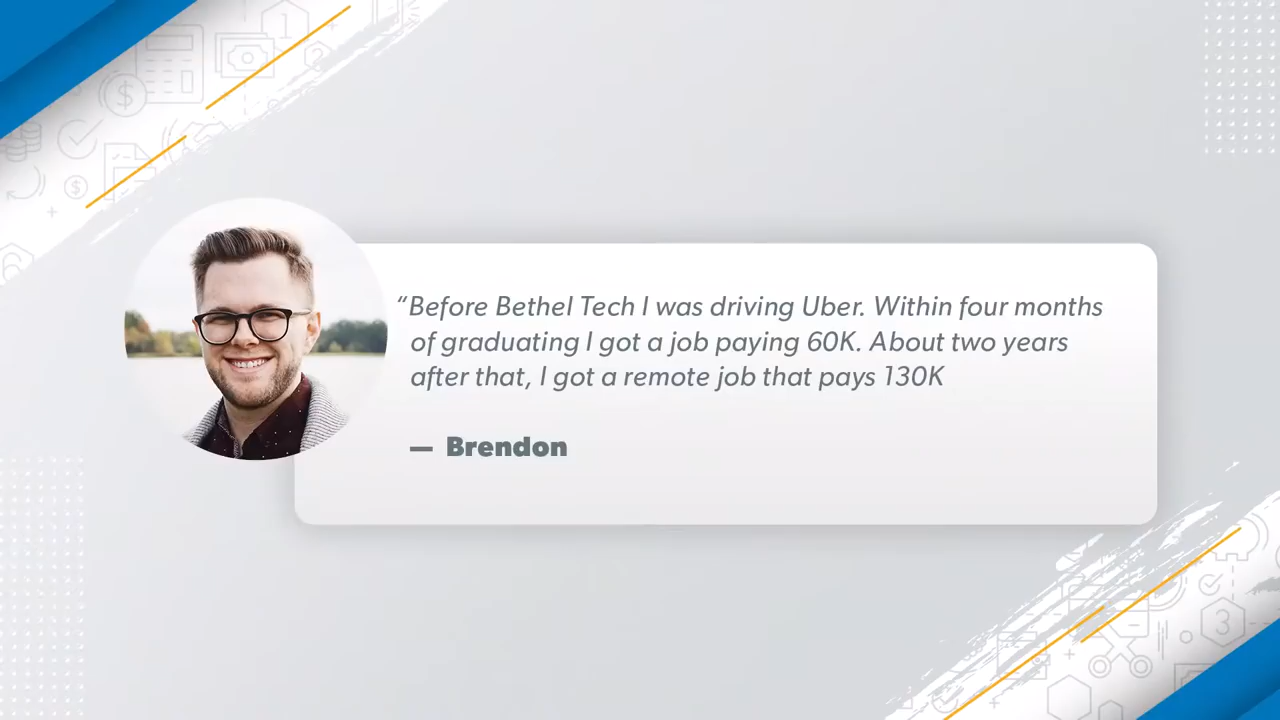 “Before Bethel Tech I was driving Uber. Within four months
of graduating I got a job paying 60K. About two years
after that, I got a remote job that pays 130K
— Brendon